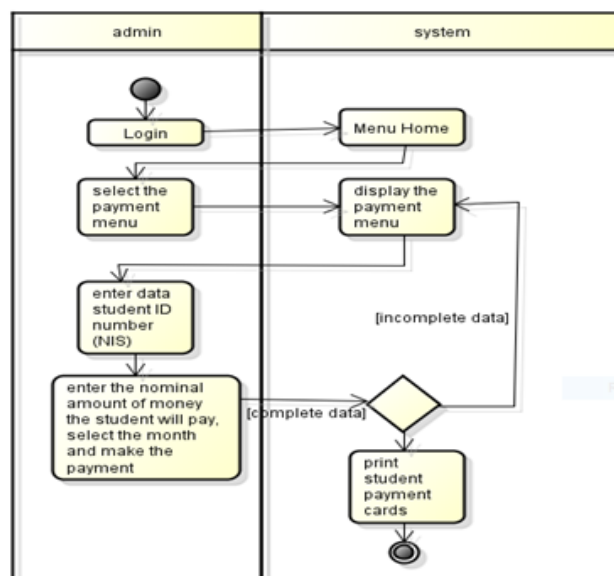 admin
system
Login
Menu Home
select the
payment
menu
display the
payment
menu
enter data
student ID
number
(NIS)
[incomplete data]
enter the nominal
amount of money
the student will pay,
select the month
and make the
payment
[complete data]
print
student
payment
cards